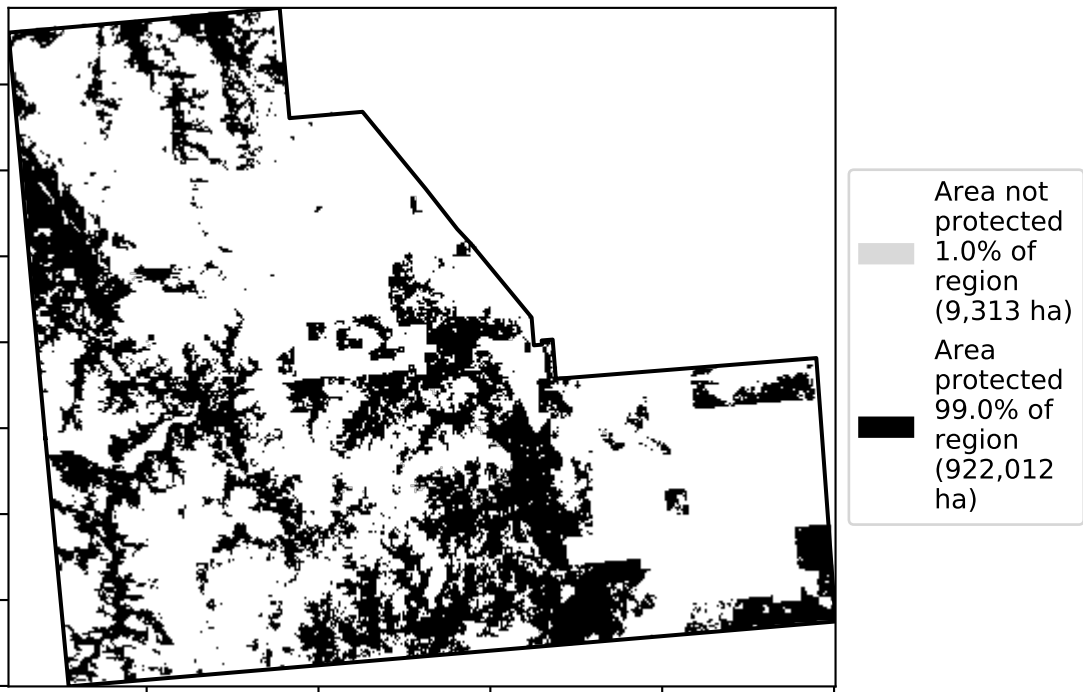 Area not
protected
1.0% of
region
(9,313 ha)
Area
protected
99.0% of
region
(922,012
ha)